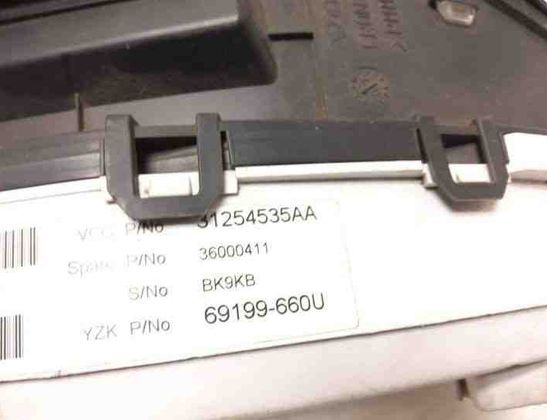 VCC P/No 31254535AA
Spare P/No 36000411
S/No BK9KB
YZK P/No 69199-660U